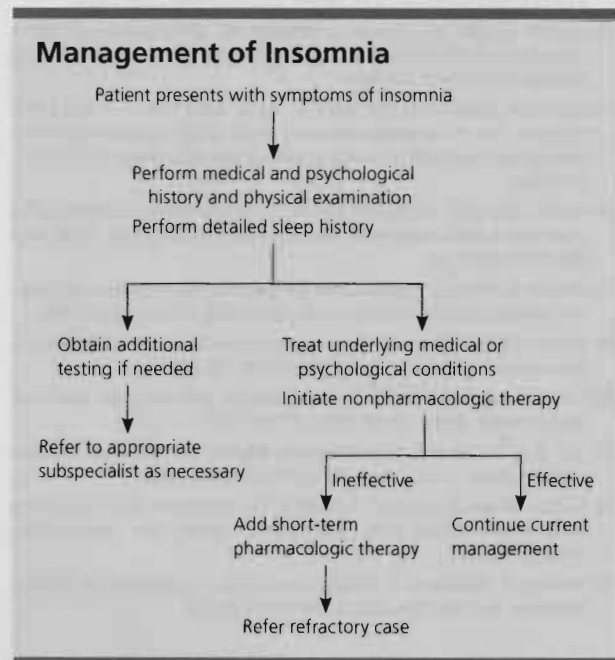 Management of Insomnia
Patient presents with symptoms of insomnia
Perform medical and psychological
history and physical examination
Perform detailed sleep history
Obtain additional
testing if needed
Refer to appropriate
subspecialist as necessary
Treat underlying medical or
psychological conditions
Initiate nonpharmacologic therapy
Ineffective
Effective
Add short-term
pharmacologic therapy
Continue current
management
Refer refractory case